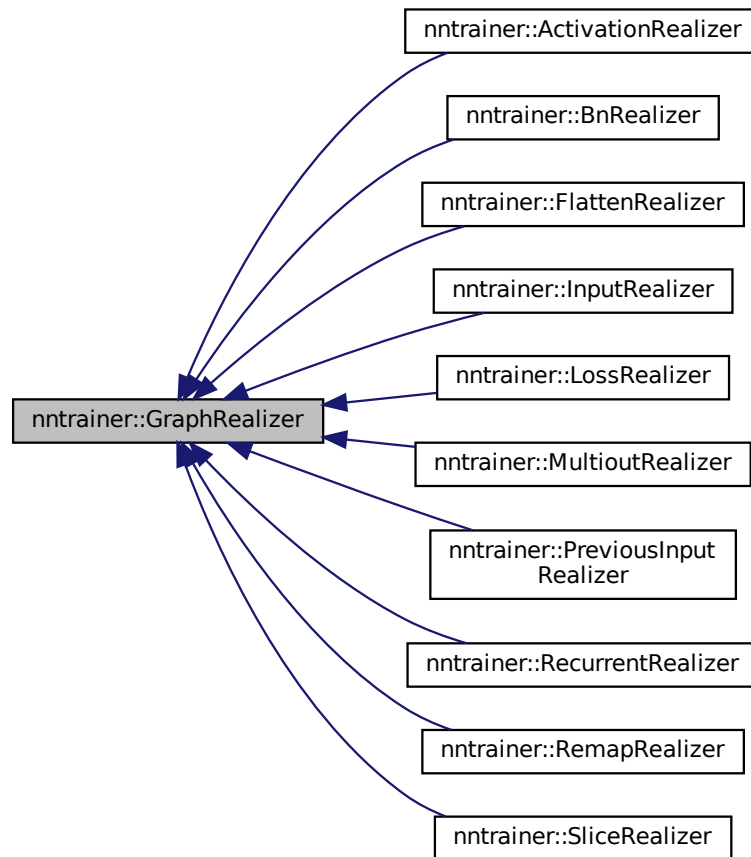 nntrainer::ActivationRealizer
nntrainer::BnRealizer
nntrainer::FlattenRealizer
nntrainer::InputRealizer
nntrainer::LossRealizer
nntrainer::GraphRealizer
nntrainer::MultioutRealizer
nntrainer::PreviousInput
Realizer
nntrainer::RecurrentRealizer
nntrainer::RemapRealizer
nntrainer::SliceRealizer